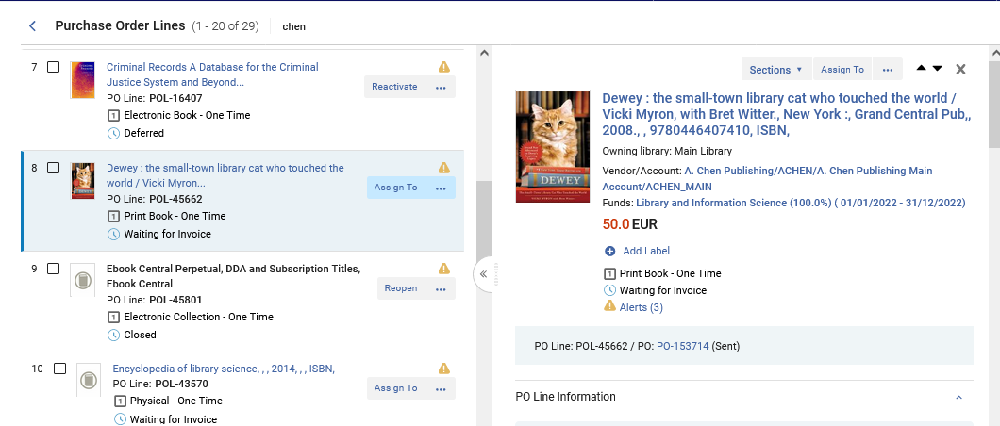 Purchase Order Lines (1 - 20 of 29) chen
7 Criminal Records A Database for the Criminal
Justice System and Beyond...
PO Line: POL-16407
Electronic Book - One Time
Deferred
Reactivate ...
8 Dewey : the small-town library cat who touched the
world / Vicki Myron...
PO Line: POL-45662
Print Book - One Time
Waiting for Invoice
Assign To ...
9 Ebook Central Perpetual, DDA and Subscription Titles,
Ebook Central
PO Line: POL-45801
Electronic Collection - One Time
Closed
Reopen ...
10 Encyclopedia of library science, , , 2014, , , ISBN,
PO Line: POL-43570
Physical - One Time
Waiting for Invoice
Assign To ...
Sections Assign To ...
DEWEY
Dewey : the small-town library cat who touched the world /
Vicki Myron, with Bret Witter., New York :, Grand Central Pub,,
2008., , 9780446407410, ISBN,
Owning library: Main Library
Vendor/Account: A. Chen Publishing/ACHEN/A. Chen Publishing Main
Account/ACHEN_MAIN
Funds: Library and Information Science (100.0%) ( 01/01/2022 - 31/12/2022)
50.0 EUR
Add Label
Print Book - One Time
Waiting for Invoice
Alerts (3)
PO Line: POL-45662 / PO: PO-153714 (Sent)
PO Line Information